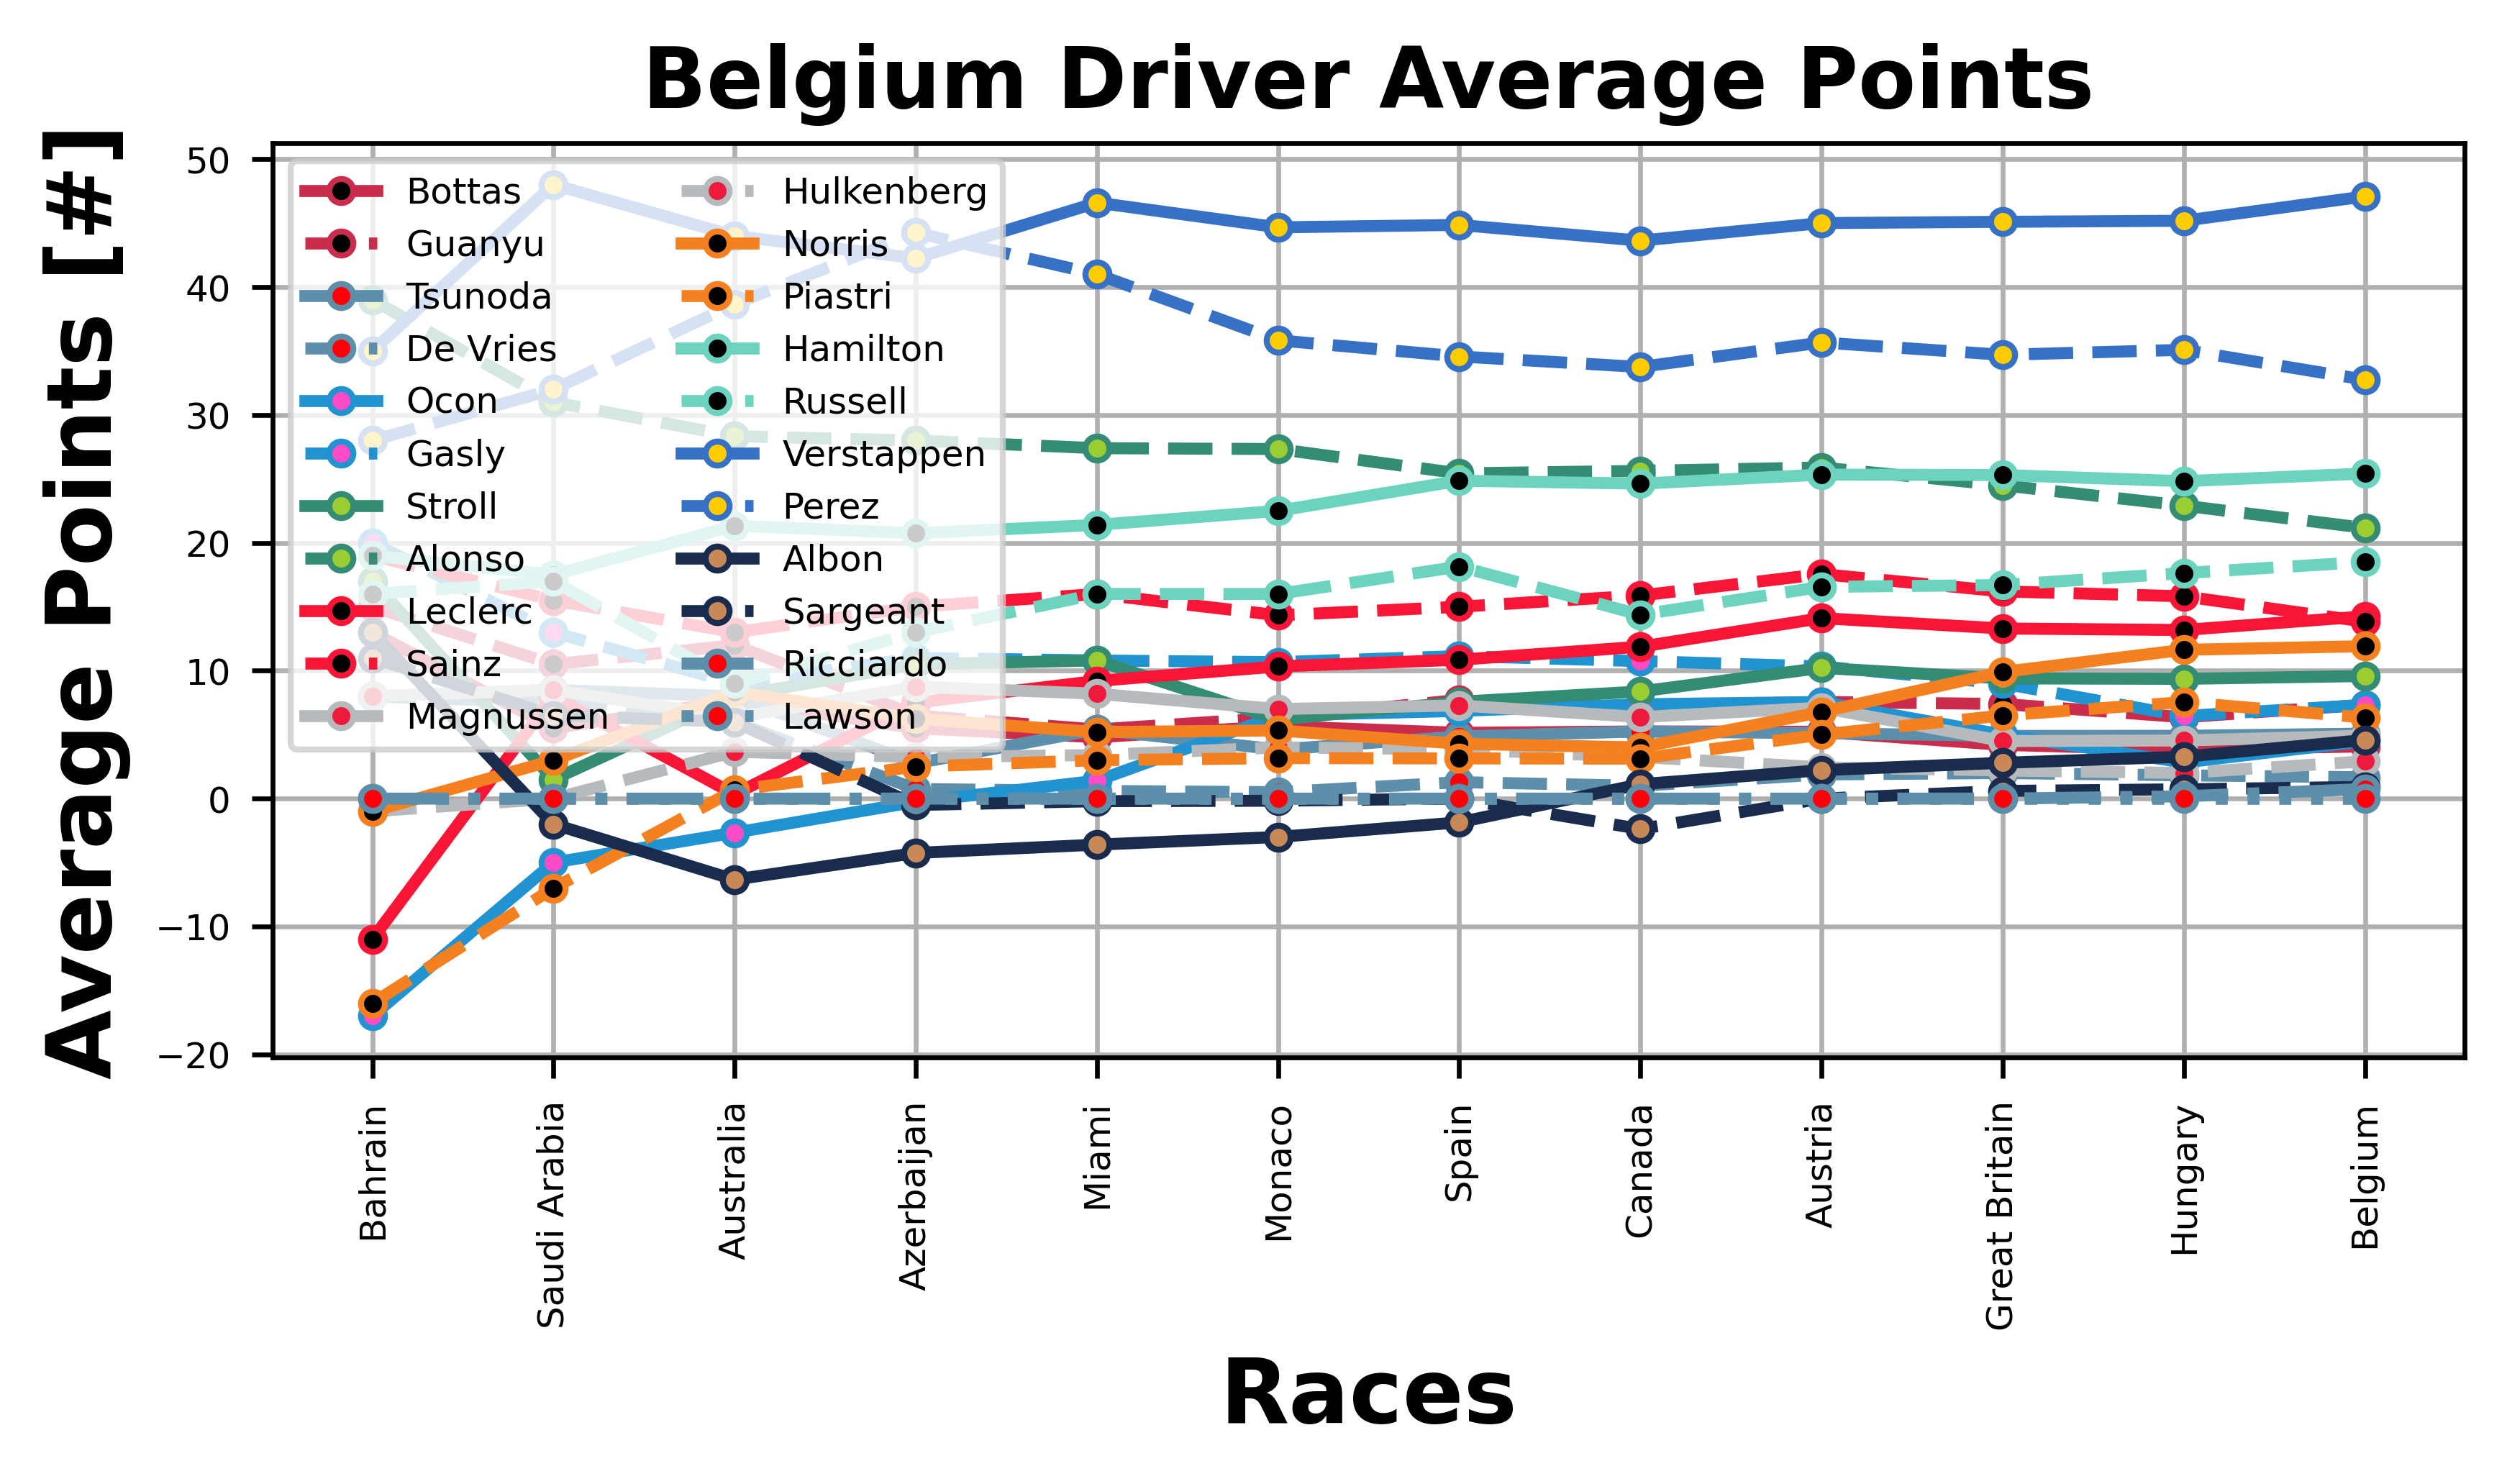 Belgium Driver Average Points
Average Points [#]
50
40
30
20
10
0
−10
−20
Bottas
Guanyu
Tsunoda
De Vries
Ocon
Gasly
Stroll
Alonso
Leclerc
Sainz
Magnussen
Hulkenberg
Norris
Piastri
Hamilton
Russell
Verstappen
Perez
Albon
Sargeant
Ricciardo
Lawson
Bahrain
Saudi Arabia
Australia
Azerbaijan
Miami
Monaco
Spain
Canada
Austria
Great Britain
Hungary
Belgium
Races